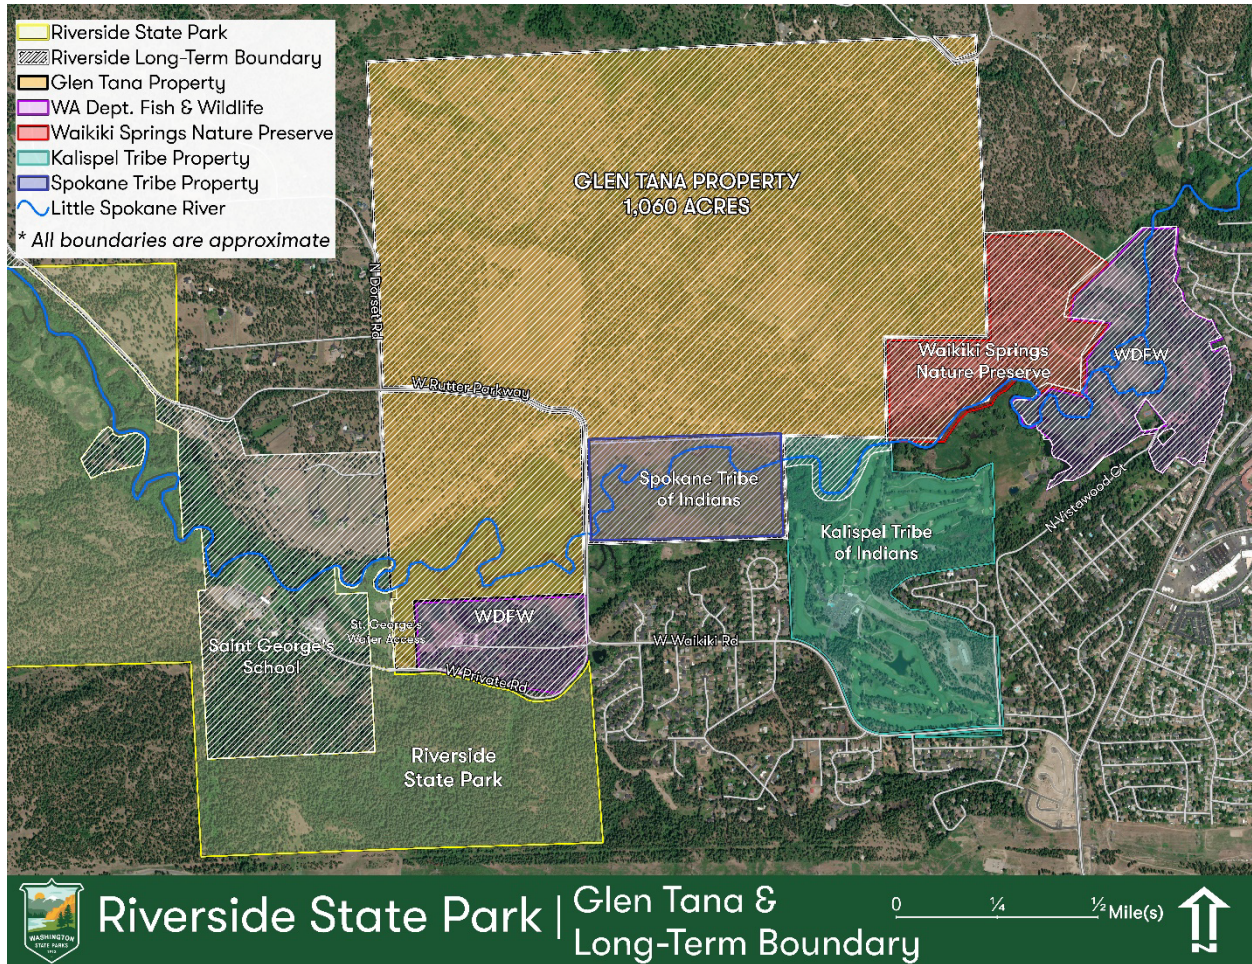 Riverside State Park
Riverside Long-Term Boundary
Glen Tana Property
WA Dept. Fish & Wildlife
Waikiki Springs Nature Preserve
Kalispel Tribe Property
Spokane Tribe Property
Little Spokane River
* All boundaries are approximate
GLEN TANA PROPERTY
1,060 ACRES
N Dorset Rd
W Rutter Parkway
Waikiki Springs
Nature Preserve
WDFW
Spokane Tribe
of Indians
Kalispel Tribe
of Indians
N Vistawood Ct
WDFW
St. George's
Water Access
Saint George's
School
W Waikiki Rd
W Private Rd
Riverside
State Park
WASHINGTON
STATE PARKS
1913
Riverside State Park |
Glen Tana &
Long-Term Boundary
0 1/4 1/2 Mile(s)
N